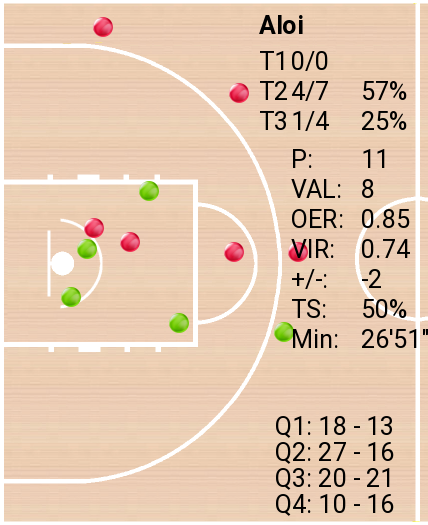 Aloi
T1 0/0
T2 4/7 57%
T3 1/4 25%
P: 11
VAL: 8
OER: 0.85
VIR: 0.74
+/-: -2
TS: 50%
Min: 26'51"
Q1: 18 - 13
Q2: 27 - 16
Q3: 20 - 21
Q4: 10 - 16